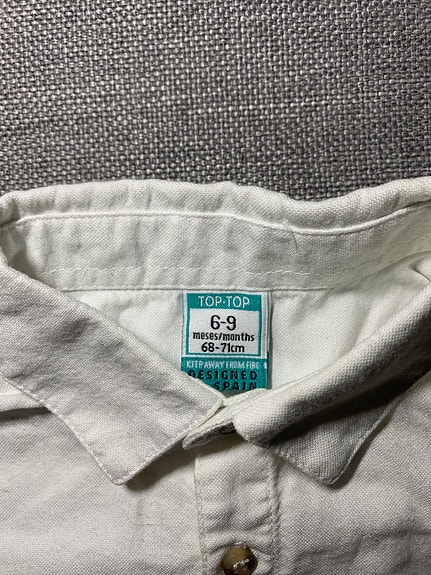 TOP-TOP
6-9
meses/months
68-71cm
KEEP AWAY FROM FIRE
DESIGNED
SPAIN